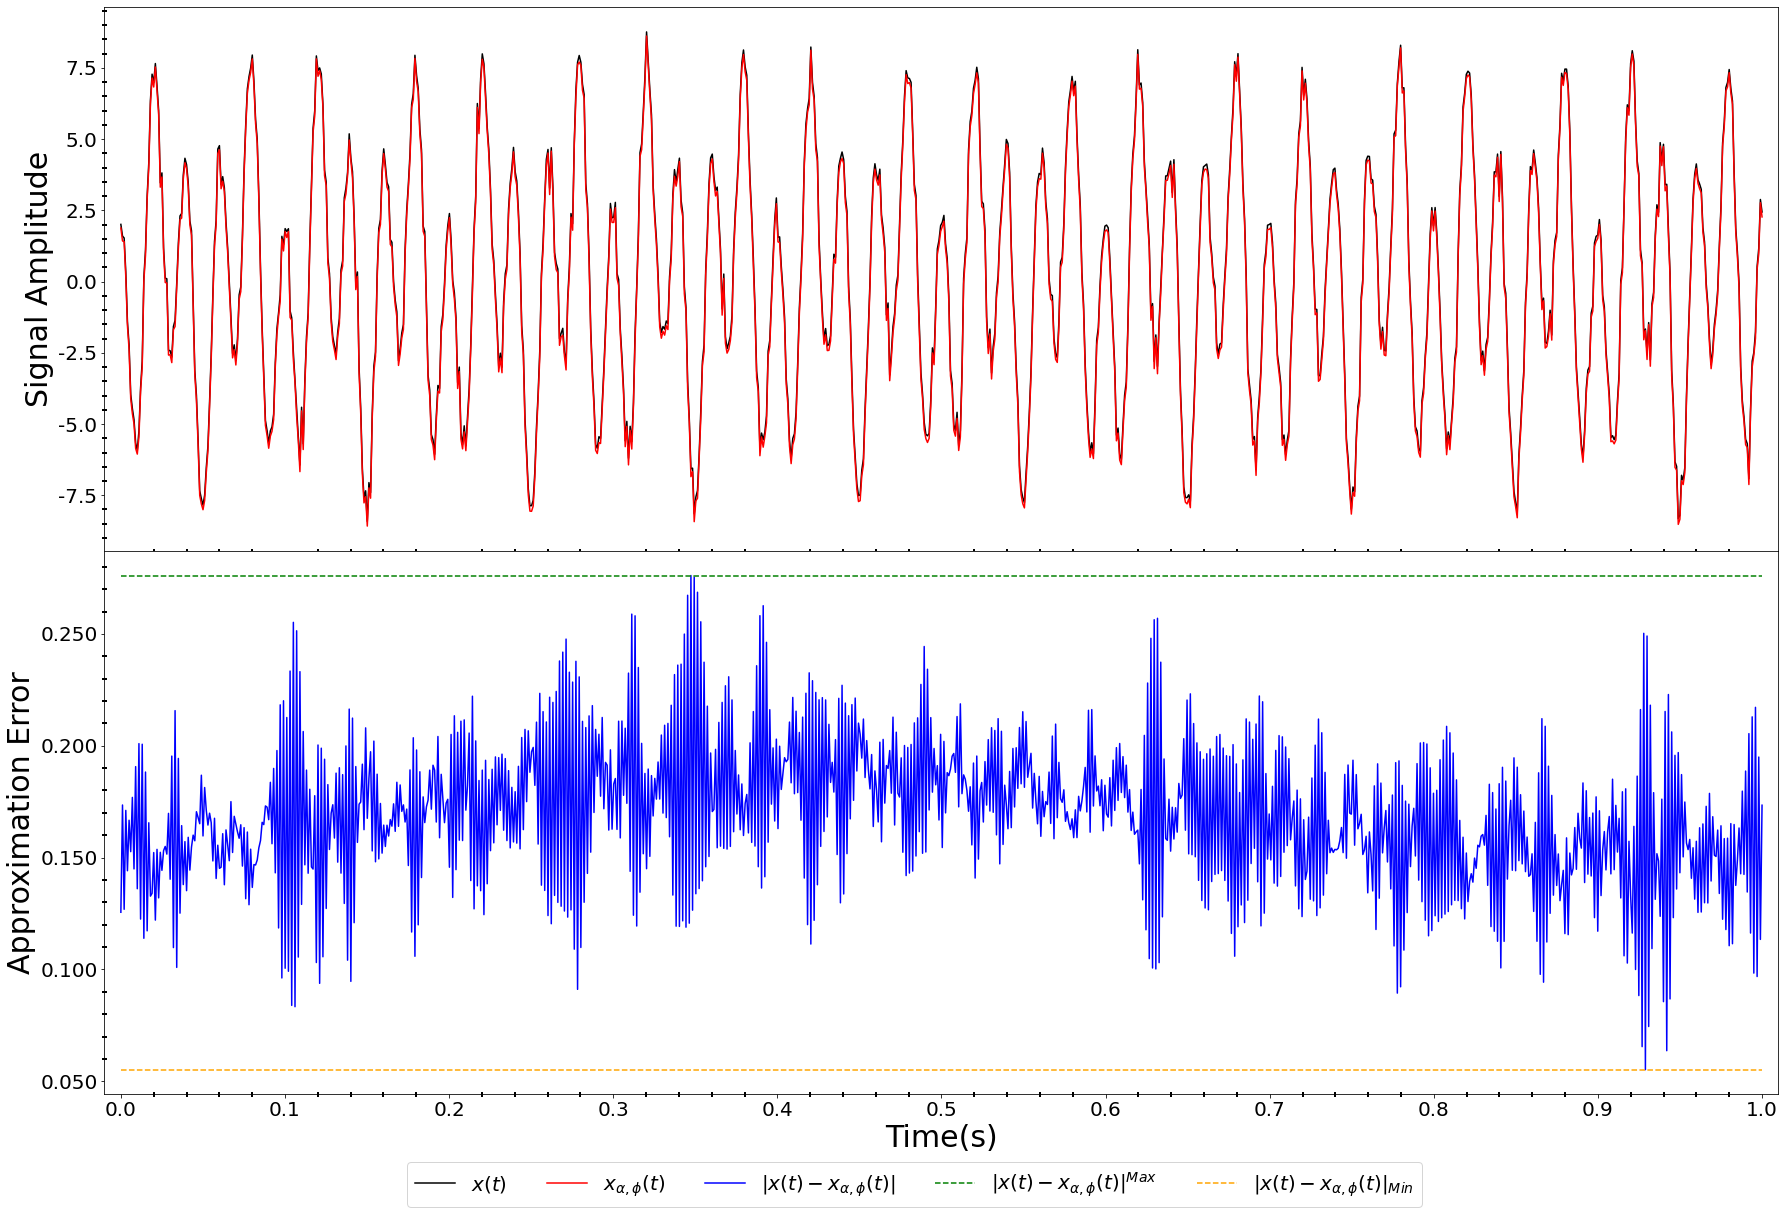 Signal Amplitude
7.5
5.0
2.5
0.0
-2.5
-5.0
-7.5
Approximation Error
0.250
0.200
0.150
0.100
0.050
0.0 0.1 0.2 0.3 0.4 0.5 0.6 0.7 0.8 0.9 1.0
Time(s)
x(t) x_{α,ϕ}(t) |x(t) − x_{α,ϕ}(t)| |x(t) − x_{α,ϕ}(t)|^{Max} |x(t) − x_{α,ϕ}(t)|_{Min}